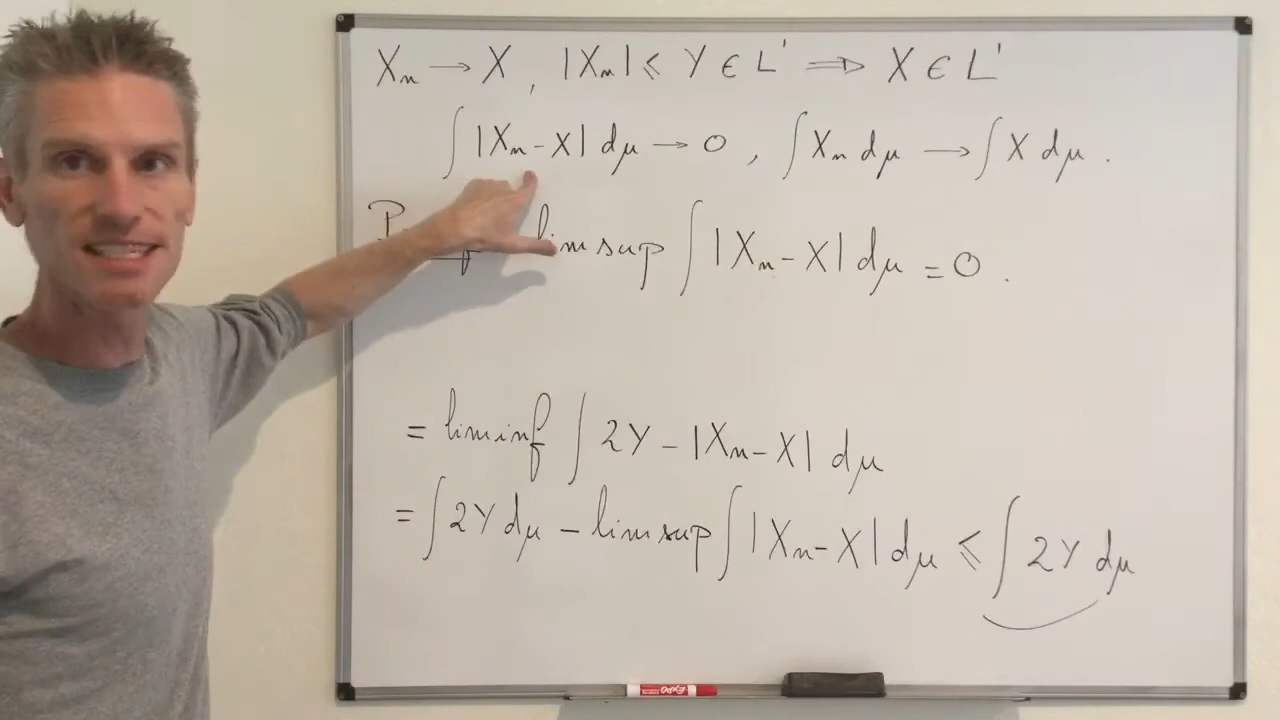 Xₙ → X , |Xₙ| ⩽ Y ∈ L¹ ⟹ X ∈ L¹
∫ |Xₙ - X| dμ → 0 , ∫ Xₙ dμ → ∫ X dμ .
lim sup ∫ |Xₙ - X| dμ = 0 .
= lim inf ∫ 2Y - |Xₙ - X| dμ
= ∫ 2Y dμ - lim sup ∫ |Xₙ - X| dμ ⩽ ∫ 2Y dμ
EXPO